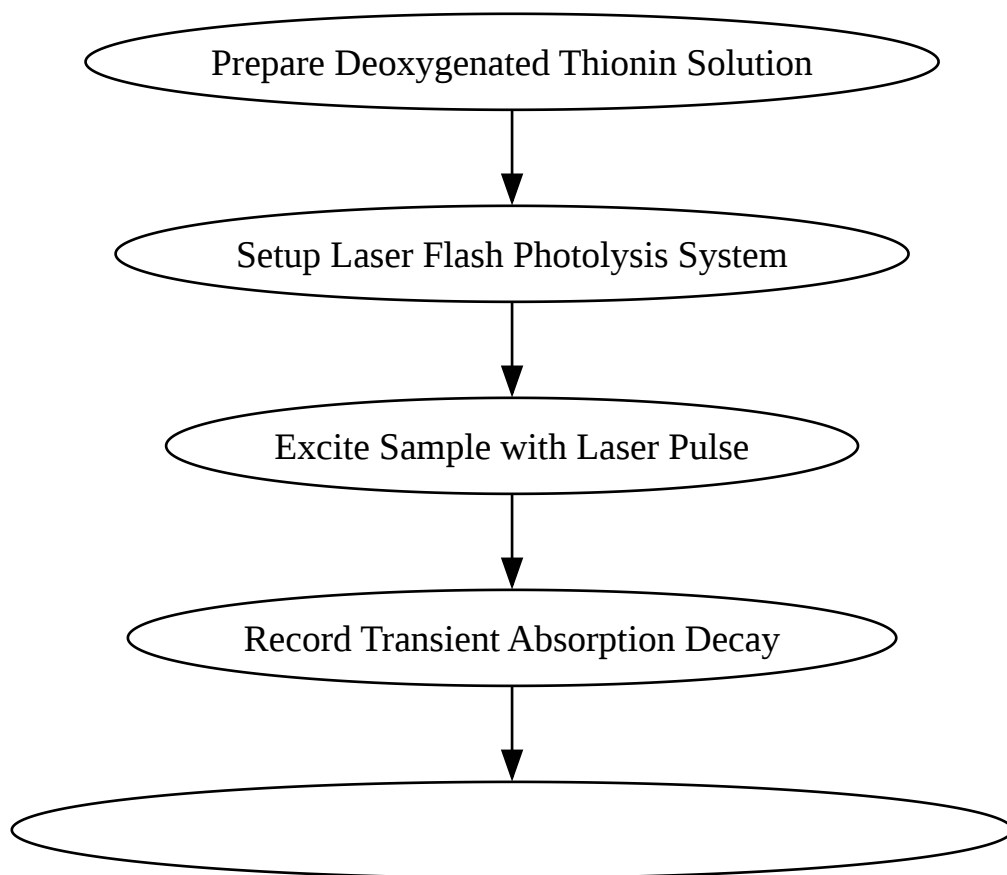 Prepare Deoxygenated Thionin Solution
Setup Laser Flash Photolysis System
Excite Sample with Laser Pulse
Record Transient Absorption Decay